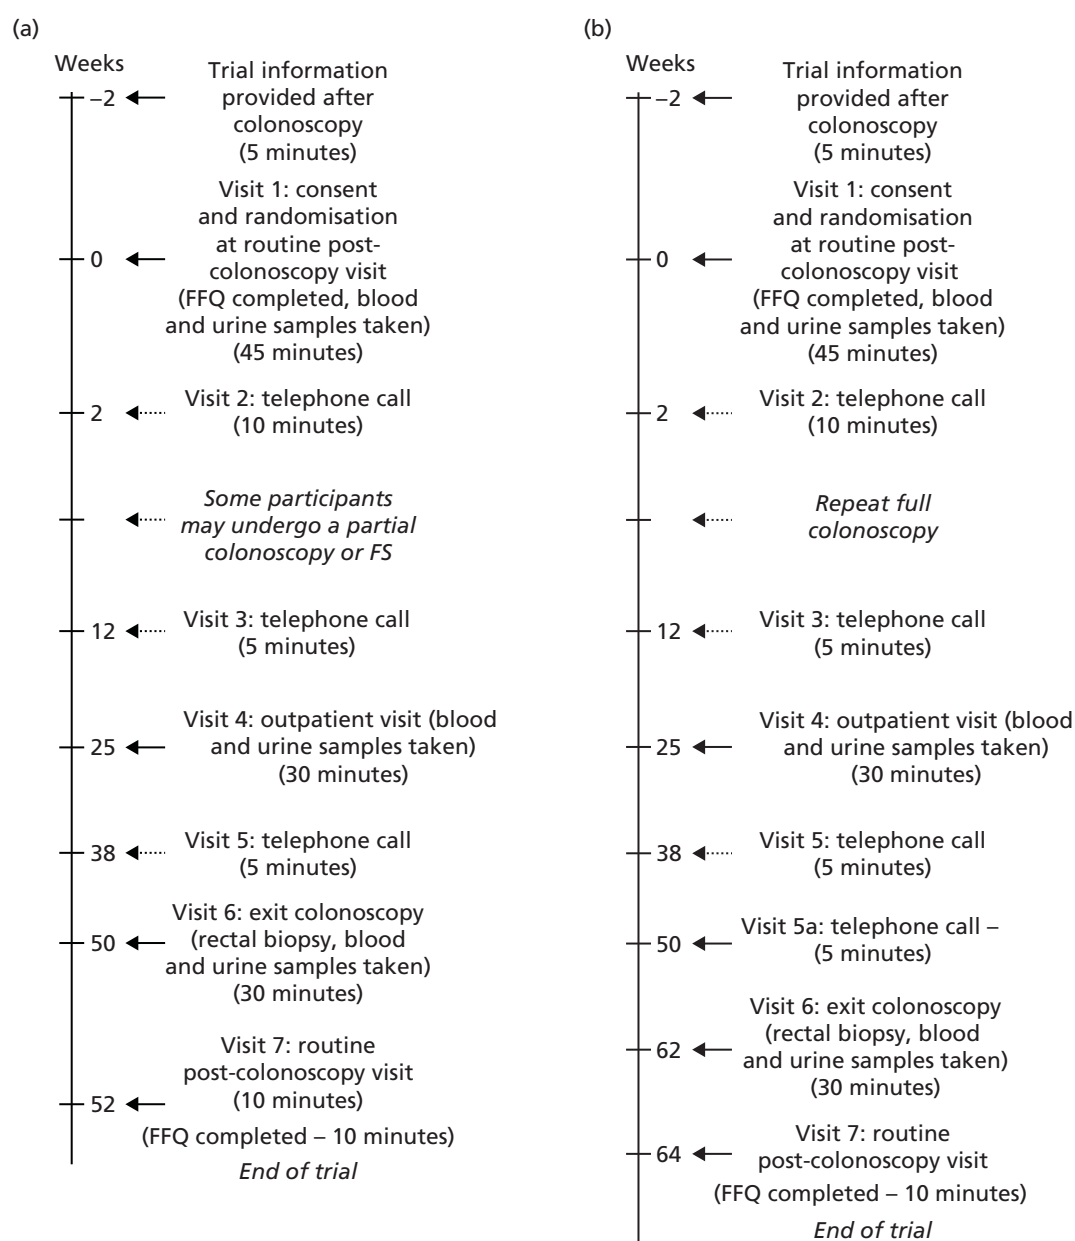 (a)
Weeks
–2
Trial information
provided after
colonoscopy
(5 minutes)
0
Visit 1: consent
and randomisation
at routine post-
colonoscopy visit
(FFQ completed, blood
and urine samples taken)
(45 minutes)
2
Visit 2: telephone call
(10 minutes)
Some participants
may undergo a partial
colonoscopy or FS
12
Visit 3: telephone call
(5 minutes)
25
Visit 4: outpatient visit (blood
and urine samples taken)
(30 minutes)
38
Visit 5: telephone call
(5 minutes)
50
Visit 6: exit colonoscopy
(rectal biopsy, blood
and urine samples taken)
(30 minutes)
52
Visit 7: routine
post-colonoscopy visit
(10 minutes)
(FFQ completed – 10 minutes)
End of trial
(b)
Weeks
–2
Trial information
provided after
colonoscopy
(5 minutes)
0
Visit 1: consent
and randomisation
at routine post-
colonoscopy visit
(FFQ completed, blood
and urine samples taken)
(45 minutes)
2
Visit 2: telephone call
(10 minutes)
Repeat full
colonoscopy
12
Visit 3: telephone call
(5 minutes)
25
Visit 4: outpatient visit (blood
and urine samples taken)
(30 minutes)
38
Visit 5: telephone call
(5 minutes)
50
Visit 5a: telephone call –
(5 minutes)
62
Visit 6: exit colonoscopy
(rectal biopsy, blood
and urine samples taken)
(30 minutes)
64
Visit 7: routine
post-colonoscopy visit
(FFQ completed – 10 minutes)
End of trial